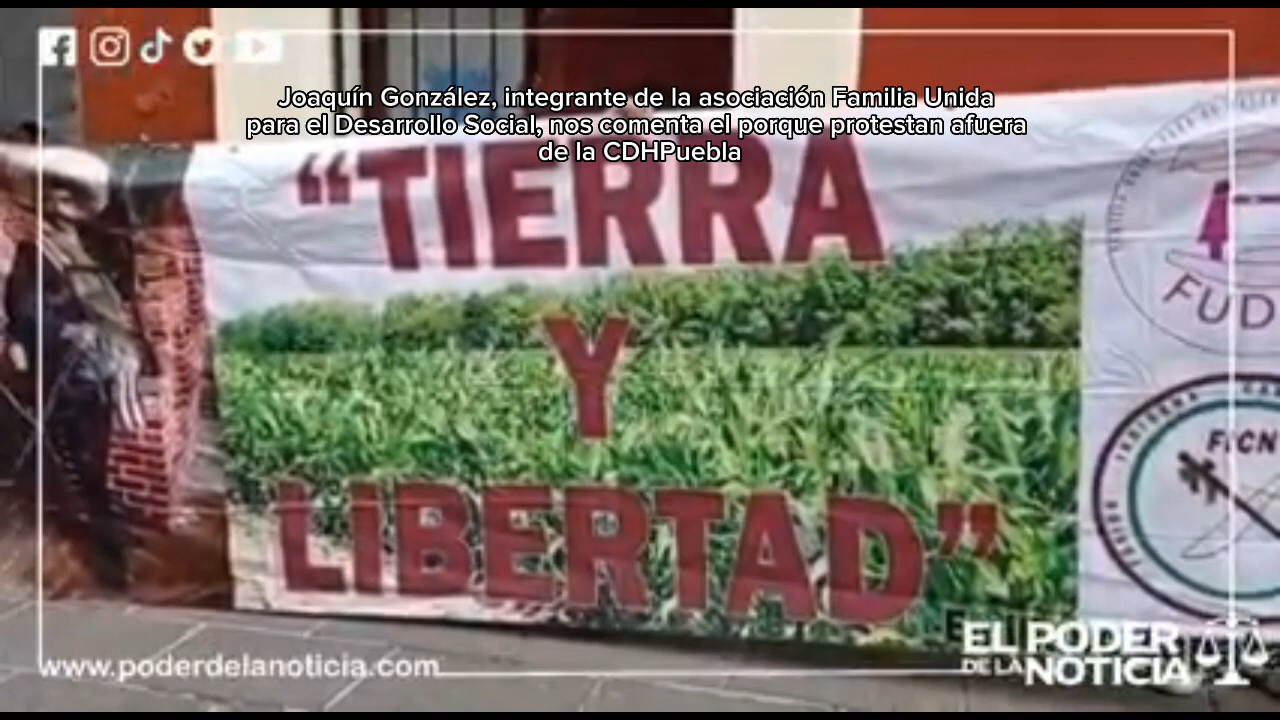 Joaquín González, integrante de la asociación Familia Unida
para el Desarrollo Social, nos comenta el porque protestan afuera
de la CDHPuebla
“TIERRA
Y
LIBERTAD”
FUD
FICN
www.poderdelanoticia.com
EL PODER
DE LA NOTICIA